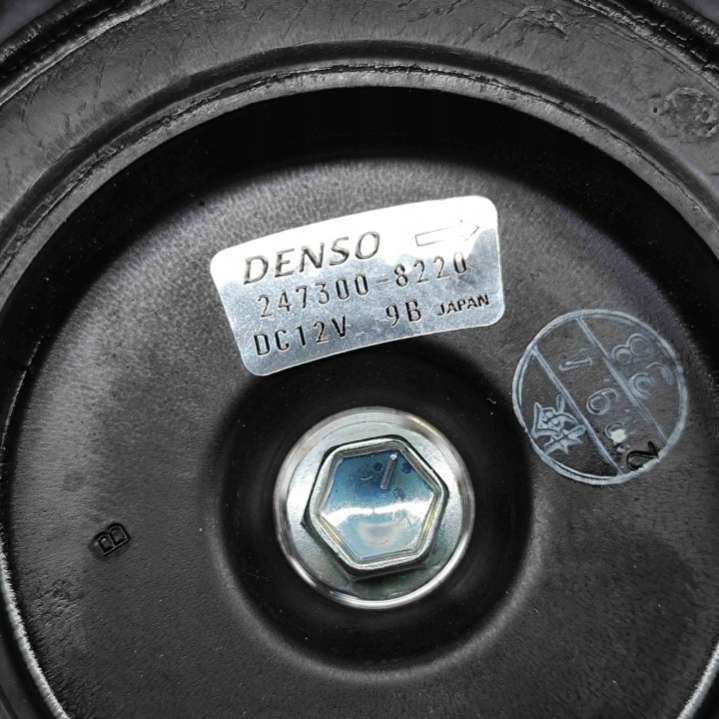 DENSO
247300-8220
DC12V 9B JAPAN
B